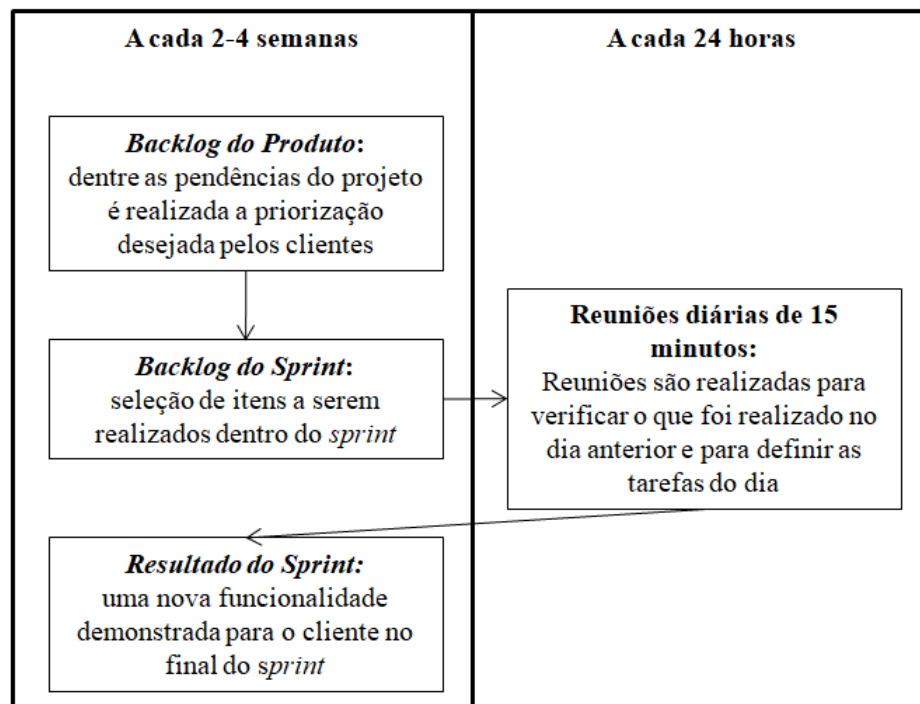 A cada 2-4 semanas
A cada 24 horas
Backlog do Produto:
dentre as pendências do projeto
é realizada a priorização
desejada pelos clientes
Backlog do Sprint:
seleção de itens a serem
realizados dentro do sprint
Reuniões diárias de 15
minutos:
Reuniões são realizadas para
verificar o que foi realizado no
dia anterior e para definir as
tarefas do dia
Resultado do Sprint:
uma nova funcionalidade
demonstrada para o cliente no
final do sprint